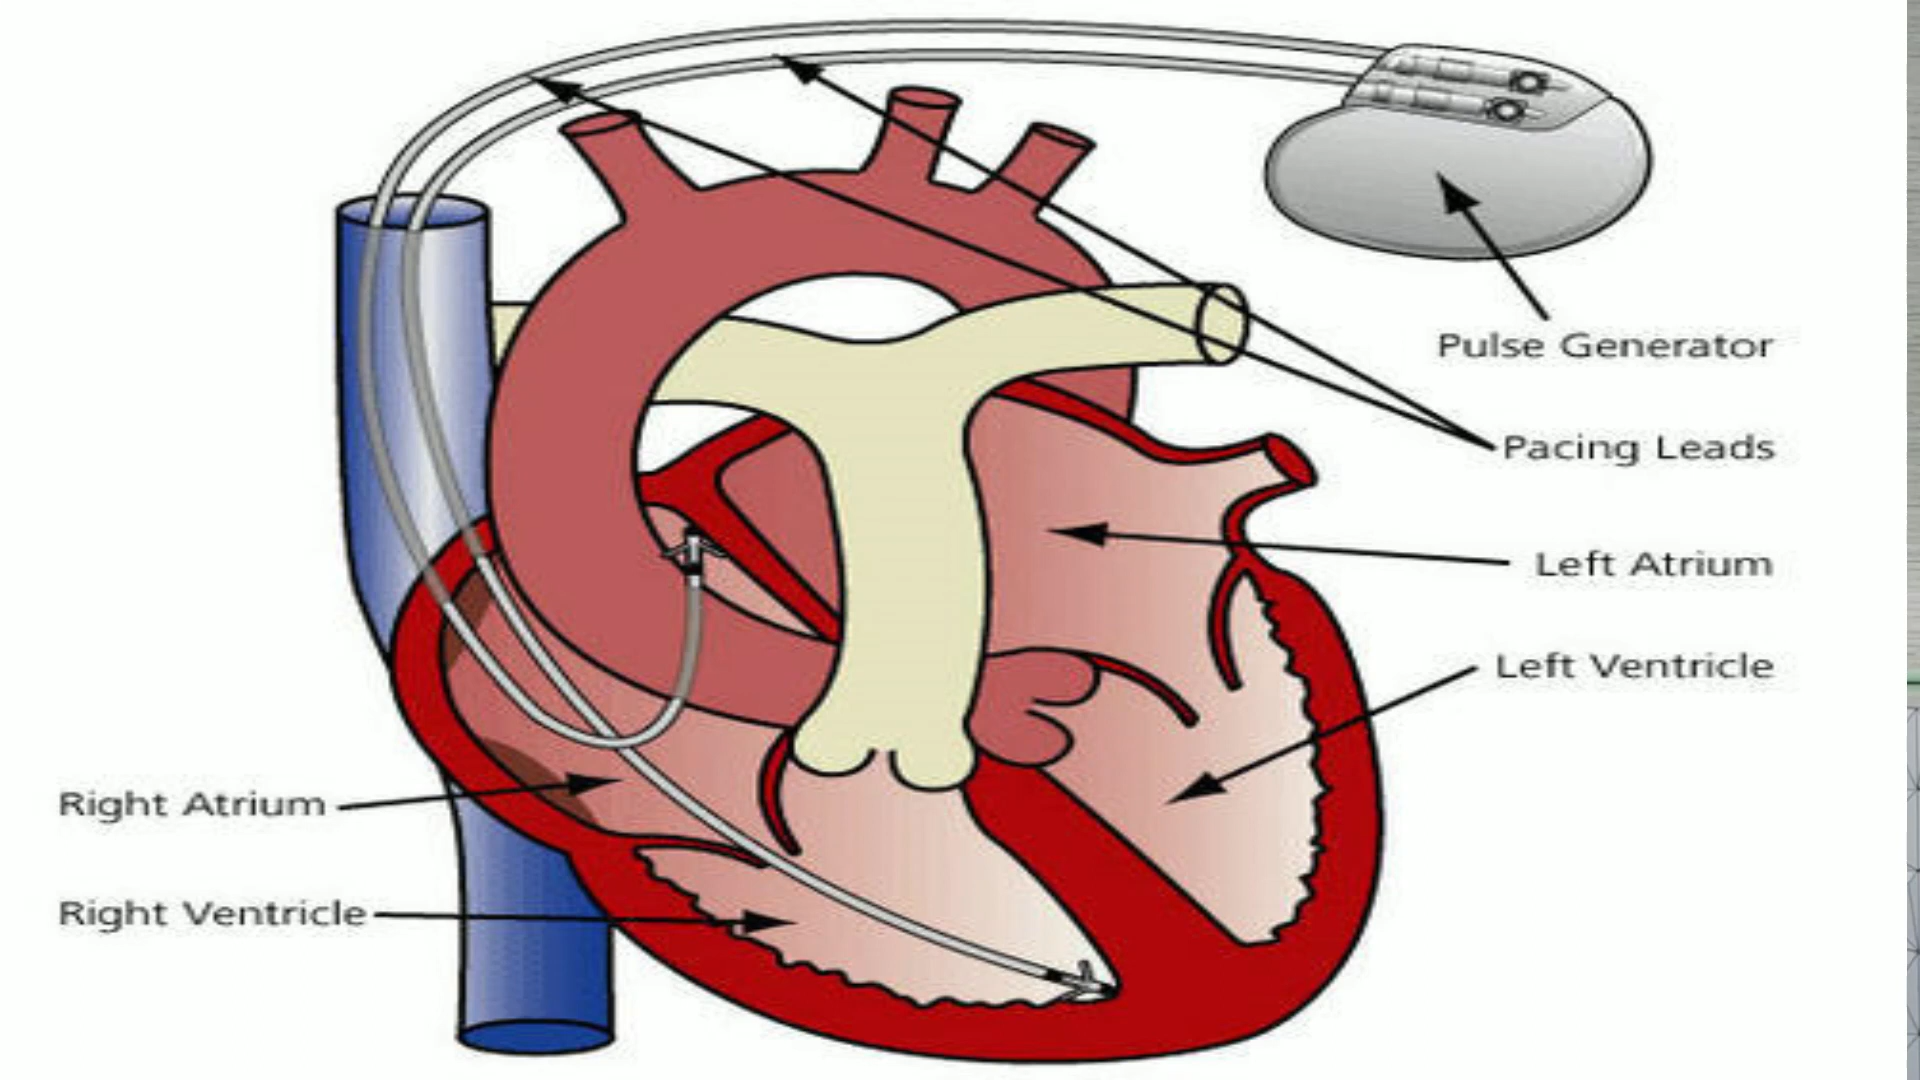 Pulse Generator
Pacing Leads
Left Atrium
Left Ventricle
Right Atrium
Right Ventricle